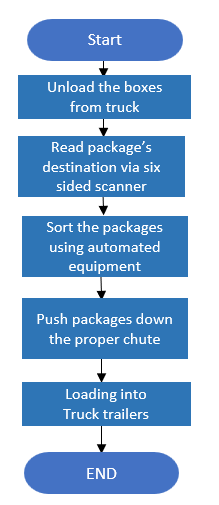 Start
Unload the boxes
from truck
Read package's
destination via six
sided scanner
Sort the packages
using automated
equipment
Push packages down
the proper chute
Loading into
Truck trailers
END